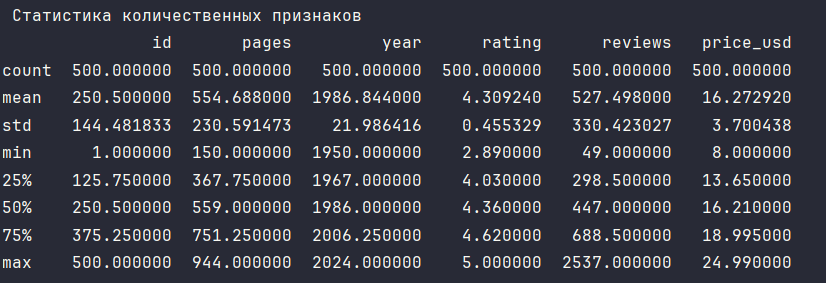 Статистика количественных признаков
id pages year rating reviews price_usd
count 500.000000 500.000000 500.000000 500.000000 500.000000 500.000000
mean 250.500000 554.688000 1986.844000 4.309240 527.498000 16.272920
std 144.481833 230.591473 21.986416 0.455329 330.423027 3.700438
min 1.000000 150.000000 1950.000000 2.890000 49.000000 8.000000
25% 125.750000 367.750000 1967.000000 4.030000 298.500000 13.650000
50% 250.500000 559.000000 1986.000000 4.360000 447.000000 16.210000
75% 375.250000 751.250000 2006.250000 4.620000 688.500000 18.995000
max 500.000000 944.000000 2024.000000 5.000000 2537.000000 24.990000